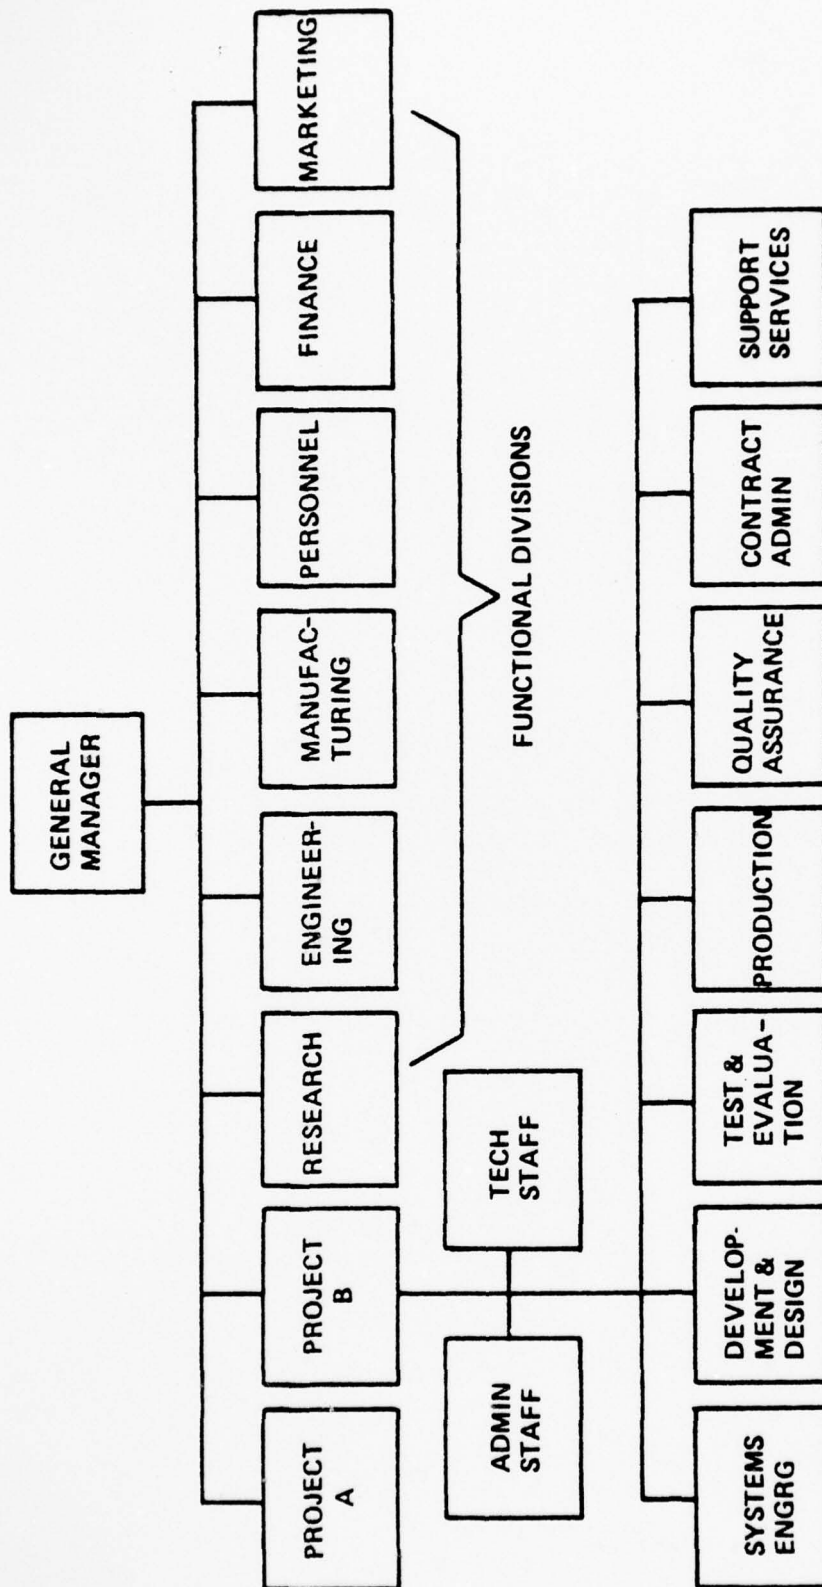 GENERAL
MANAGER
PROJECT
A
PROJECT
B
RESEARCH
ENGINEER-
ING
MANUFAC-
TURING
PERSONNEL
FINANCE
MARKETING
FUNCTIONAL DIVISIONS
ADMIN
STAFF
TECH
STAFF
SYSTEMS
ENGRG
DEVELOP-
MENT &
DESIGN
TEST &
EVALUA-
TION
PRODUCTION
QUALITY
ASSURANCE
CONTRACT
ADMIN
SUPPORT
SERVICES